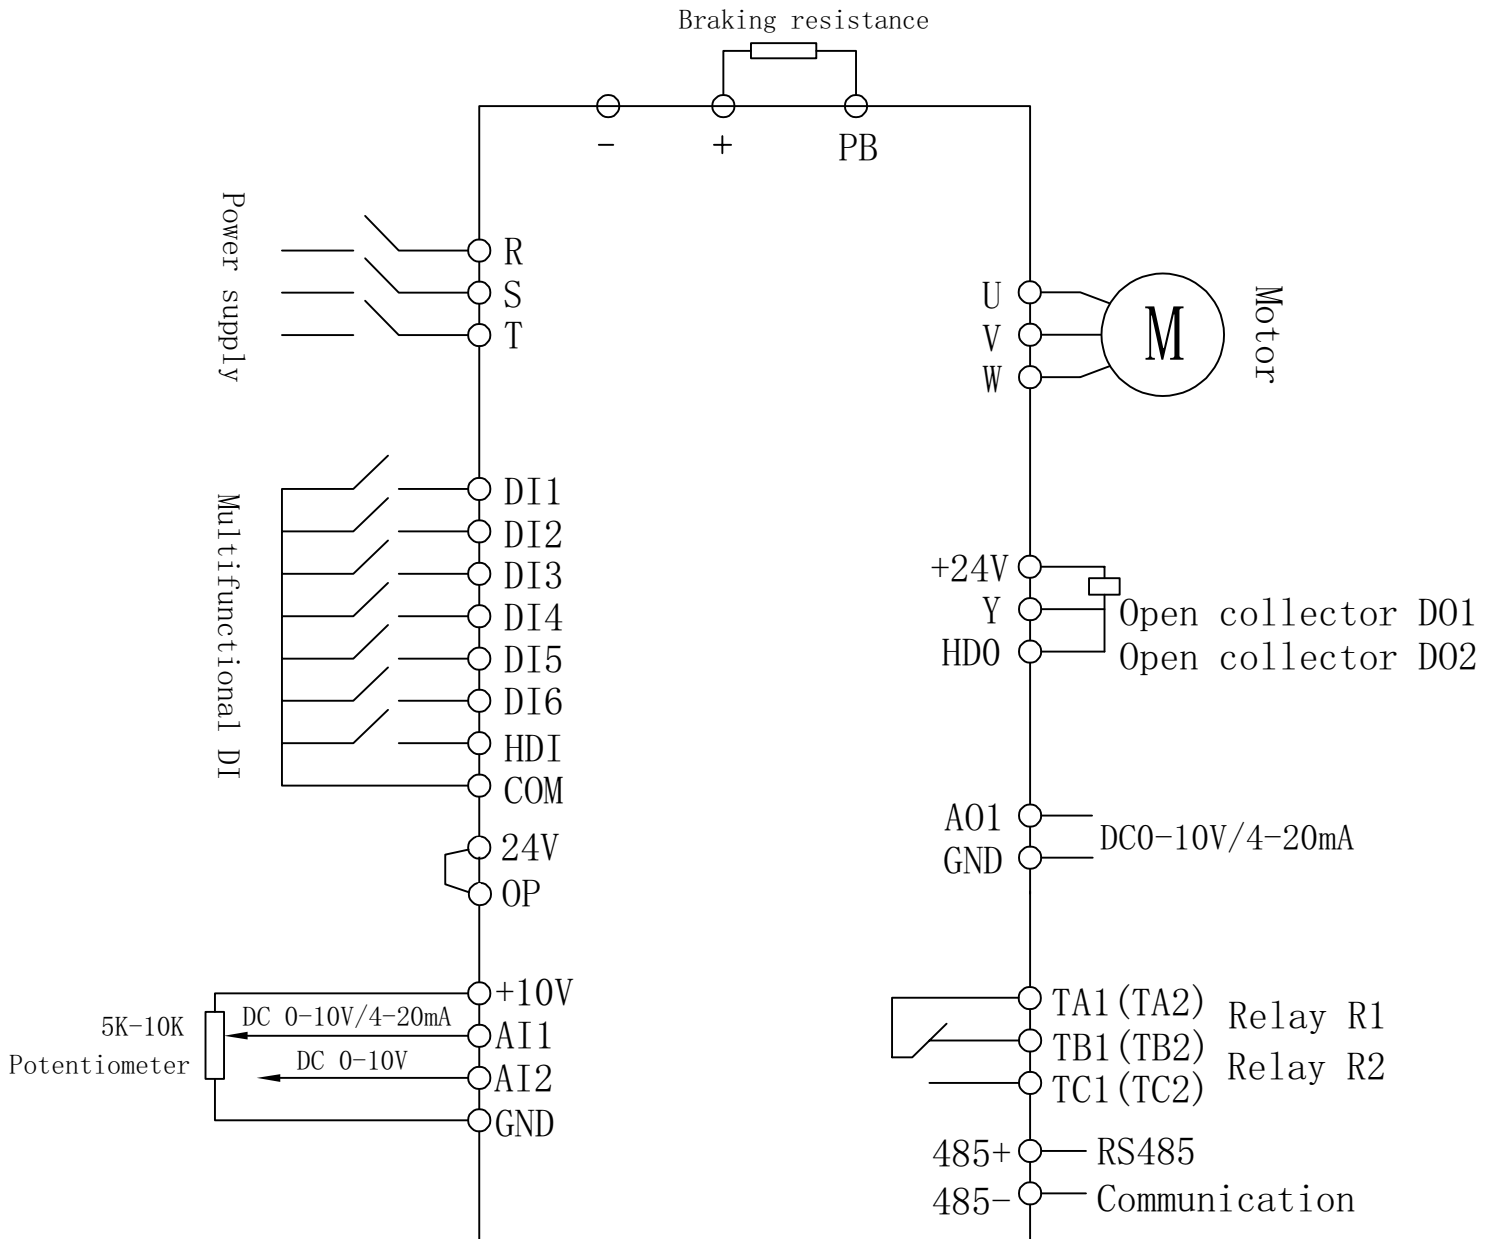 Braking resistance
- + PB
Power supply
R
S
T
U
V
W
M
Motor
Multifunctional DI
DI1
DI2
DI3
DI4
DI5
DI6
HDI
COM
24V
OP
+24V
Y
HDO
Open collector DO1
Open collector DO2
AO1
GND
DC0-10V/4-20mA
5K-10K
Potentiometer
DC 0-10V/4-20mA
DC 0-10V
+10V
AI1
AI2
GND
TA1(TA2)
TB1(TB2)
TC1(TC2)
Relay R1
Relay R2
485+
485-
RS485
Communication